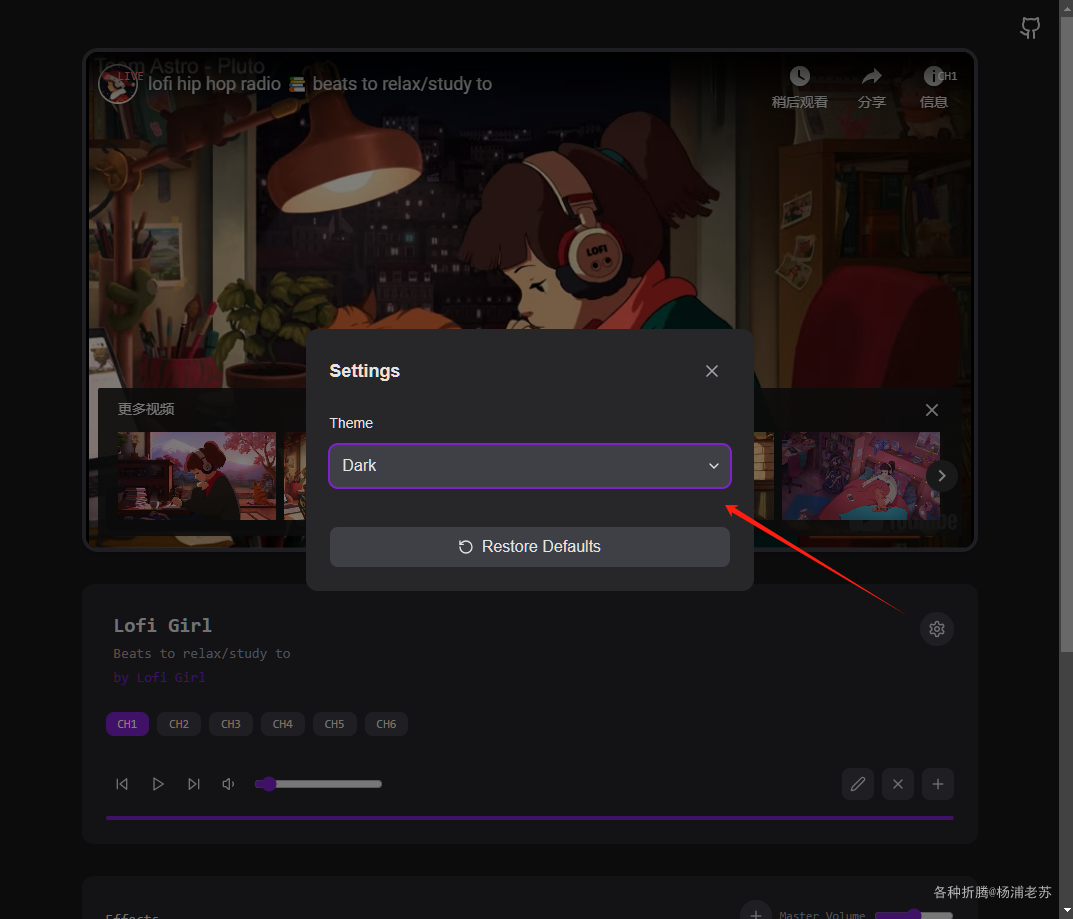 Team Astro - Pluto
LIVE
lofi hip hop radio 📚 beats to relax/study to
CH1
稍后观看
分享
信息
LOFI
Settings
Theme
更多视频
Dark
Restore Defaults
Lofi Girl
Beats to relax/study to
by Lofi Girl
CH1 CH2 CH3 CH4 CH5 CH6
各种折腾@杨浦老苏
Effects
Master Volume